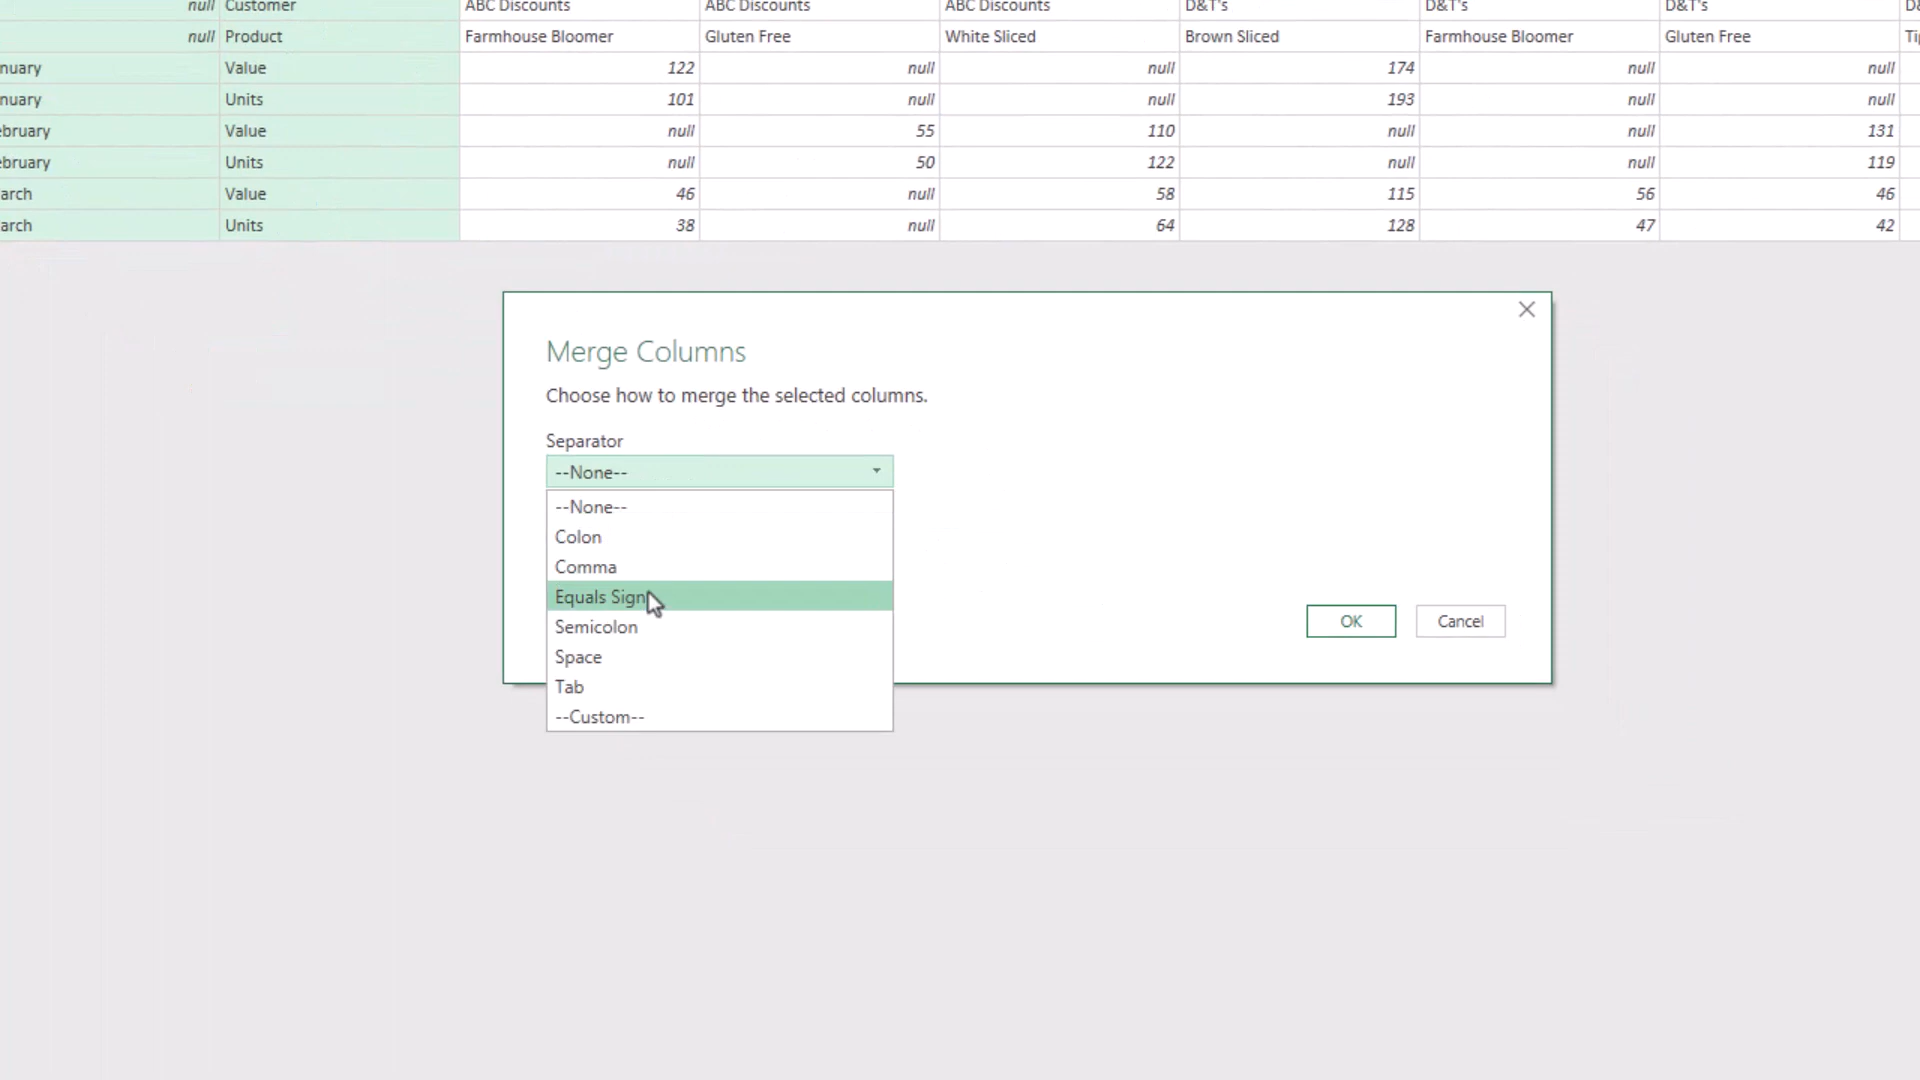 null Customer ABC Discounts ABC Discounts ABC Discounts D&T's D&T's D&T's
null Product Farmhouse Bloomer Gluten Free White Sliced Brown Sliced Farmhouse Bloomer Gluten Free
nuary Value 122 null null 174 null null
nuary Units 101 null null 193 null null
ebruary Value null 55 110 null null 131
ebruary Units null 50 122 null null 119
arch Value 46 null 58 115 56 46
arch Units 38 null 64 128 47 42
Merge Columns
Choose how to merge the selected columns.
Separator
--None--
--None--
Colon
Comma
Equals Sign
Semicolon
Space
Tab
--Custom--
OK Cancel